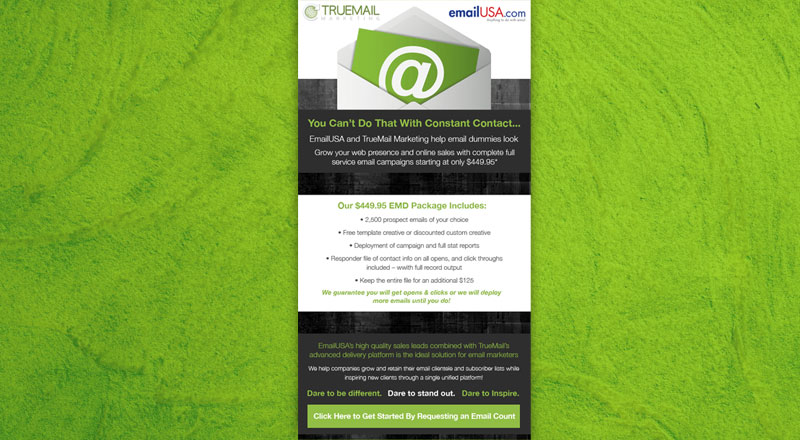 TRUEMAIL
MARKETING
emailUSA.com
@
You Can't Do That With Constant Contact...
EmailUSA and TrueMail Marketing help email dummies look
Grow your web presence and online sales with complete full
service email campaigns starting at only $449.95*
Our $449.95 EMD Package Includes:
• 2,500 prospect emails of your choice
• Free template creative or discounted custom creative
• Deployment of campaign and full stat reports
• Responder file of contact info on all opens, and click throughs
included – wwith full record output
• Keep the entire file for an additional $125
We guarantee you will get opens & clicks or we will deploy
more emails until you do!
EmailUSA's high quality sales leads combined with TrueMail's
advanced delivery platform is the ideal solution for email marketers
We help companies grow and retain their email clientele and subscriber lists while
inspiring new clients through a single unified platform!
Dare to be different. Dare to stand out. Dare to Inspire.
Click Here to Get Started By Requesting an Email Count